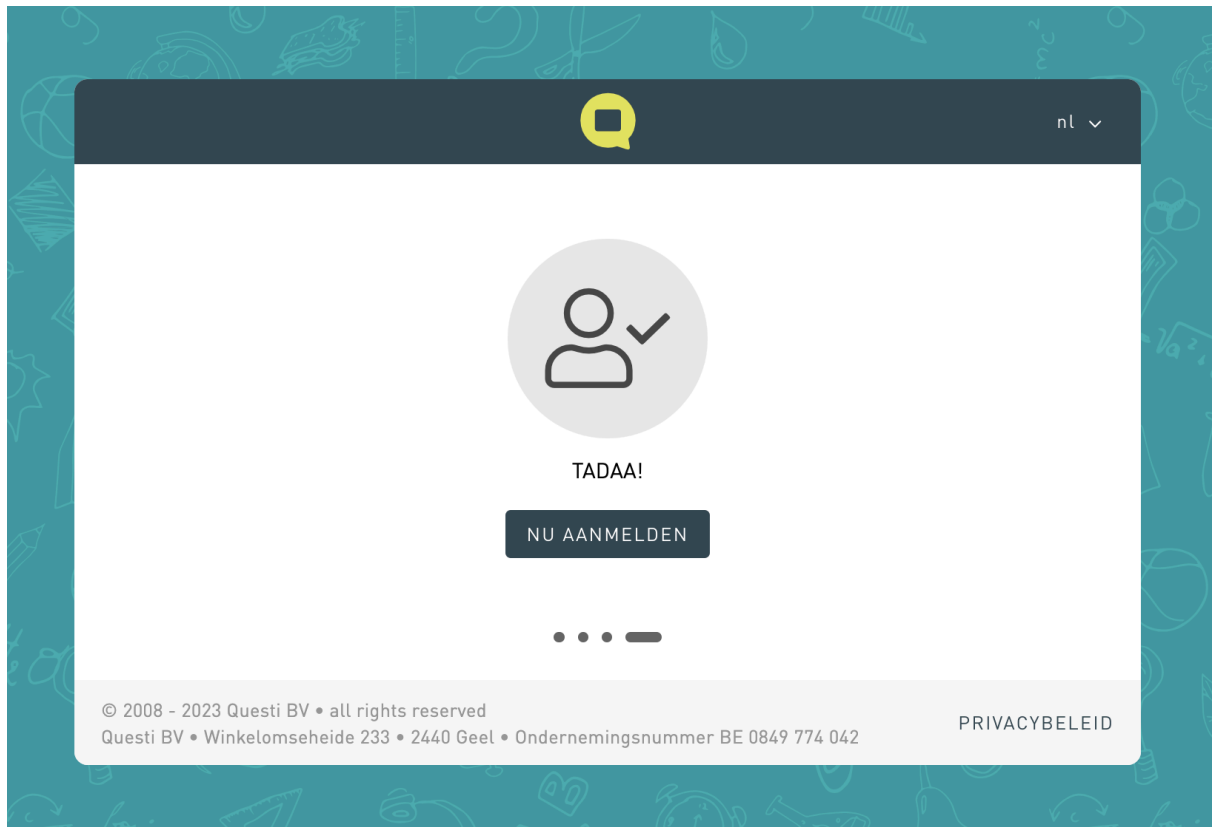 nl
TADAA!
NU AANMELDEN
© 2008 - 2023 Questi BV • all rights reserved
Questi BV • Winkelomseheide 233 • 2440 Geel • Ondernemingsnummer BE 0849 774 042
PRIVACYBELEID